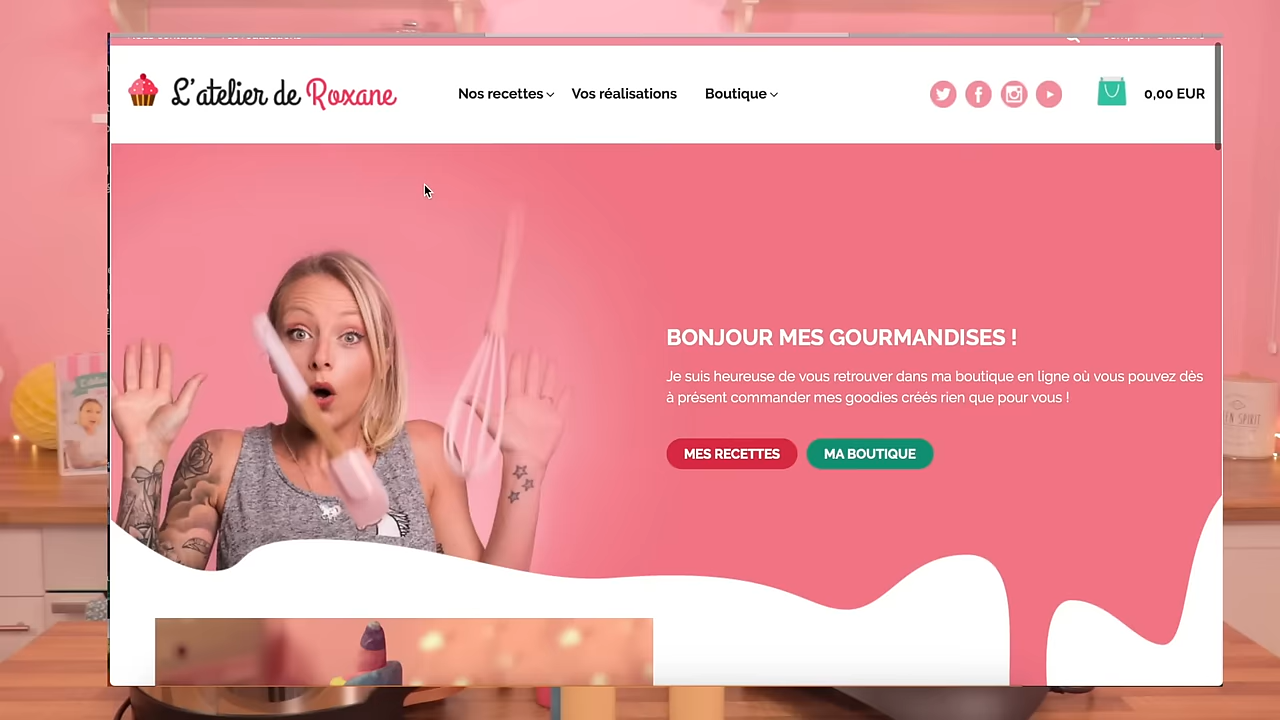 L'atelier de Roxane
Nos recettes
Vos réalisations
Boutique
0,00 EUR
BONJOUR MES GOURMANDISES !
Je suis heureuse de vous retrouver dans ma boutique en ligne où vous pouvez dès
à présent commander mes goodies créés rien que pour vous !
MES RECETTES
MA BOUTIQUE